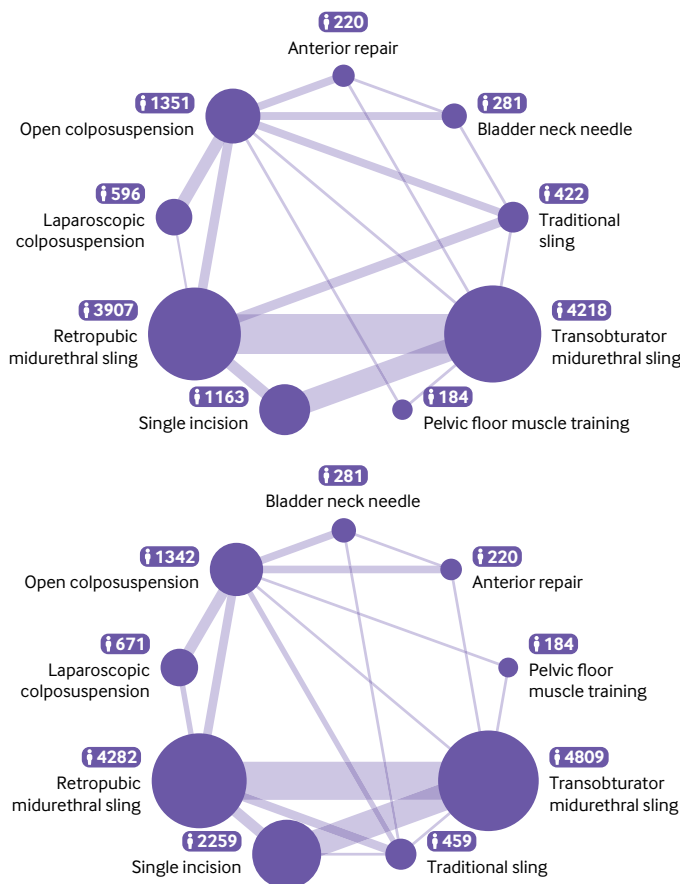 220
Anterior repair
1351
Open colposuspension
281
Bladder neck needle
596
Laparoscopic
colposuspension
422
Traditional
sling
3907
Retropubic
midurethral sling
4218
Transobturator
midurethral sling
1163
Single incision
184
Pelvic floor muscle training
281
Bladder neck needle
1342
Open colposuspension
220
Anterior repair
671
Laparoscopic
colposuspension
184
Pelvic floor
muscle training
4282
Retropubic
midurethral sling
4809
Transobturator
midurethral sling
2259
Single incision
459
Traditional sling